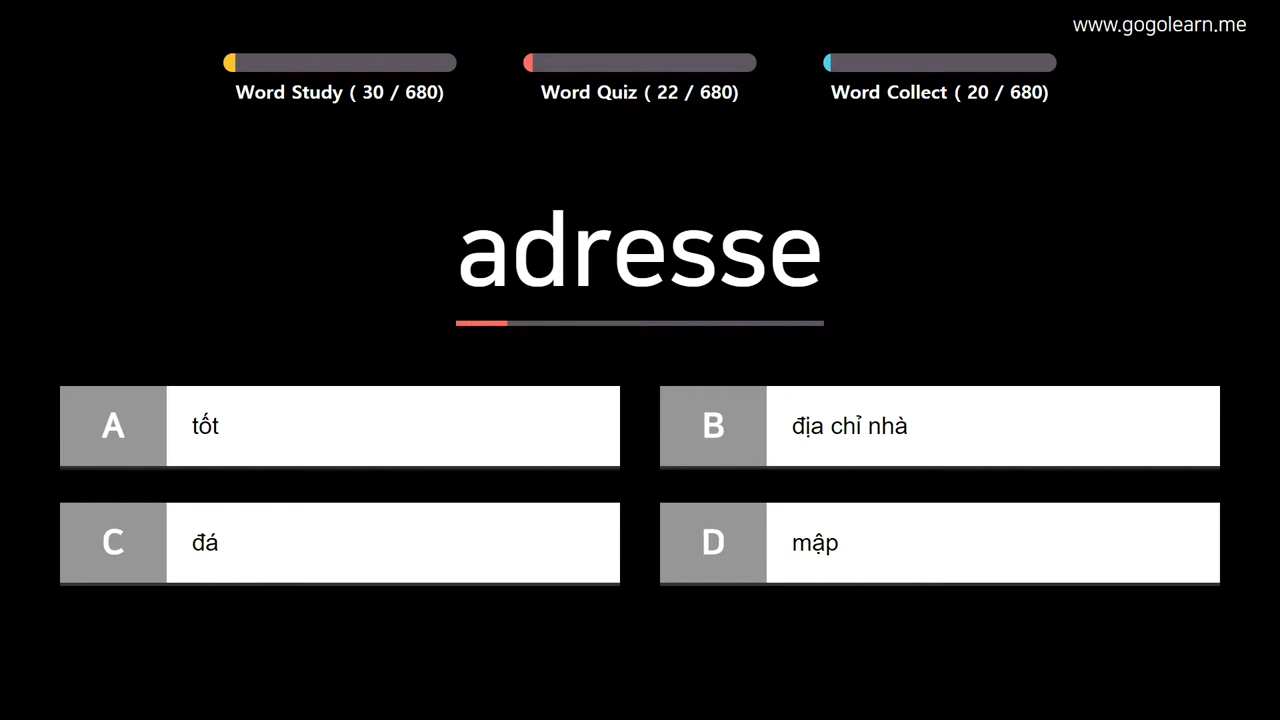 www.gogolearn.me
Word Study ( 30 / 680)
Word Quiz ( 22 / 680)
Word Collect ( 20 / 680)
adresse
A tốt
B địa chỉ nhà
C đá
D mập